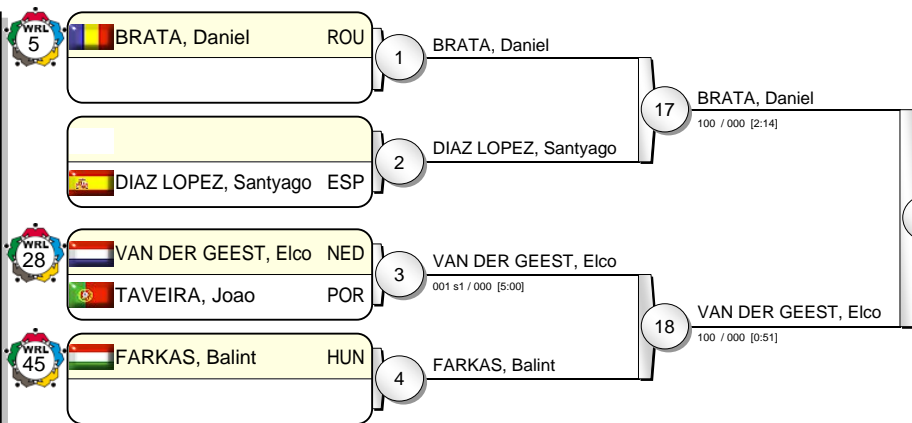 WRL
5
BRATA, Daniel ROU
1
BRATA, Daniel
17
BRATA, Daniel
100 / 000 [2:14]
2
DIAZ LOPEZ, Santyago
DIAZ LOPEZ, Santyago ESP
WRL
28
VAN DER GEEST, Elco NED
TAVEIRA, Joao POR
3
VAN DER GEEST, Elco
001 s1 / 000 [5:00]
18
VAN DER GEEST, Elco
100 / 000 [0:51]
WRL
45
FARKAS, Balint HUN
4
FARKAS, Balint